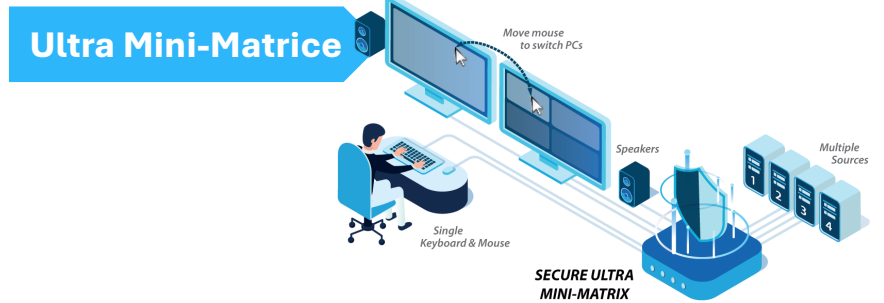 Ultra Mini-Matrice
Move mouse
to switch PCs
Speakers
Multiple
Sources
1
2
3
4
Single
Keyboard & Mouse
SECURE ULTRA
MINI-MATRIX